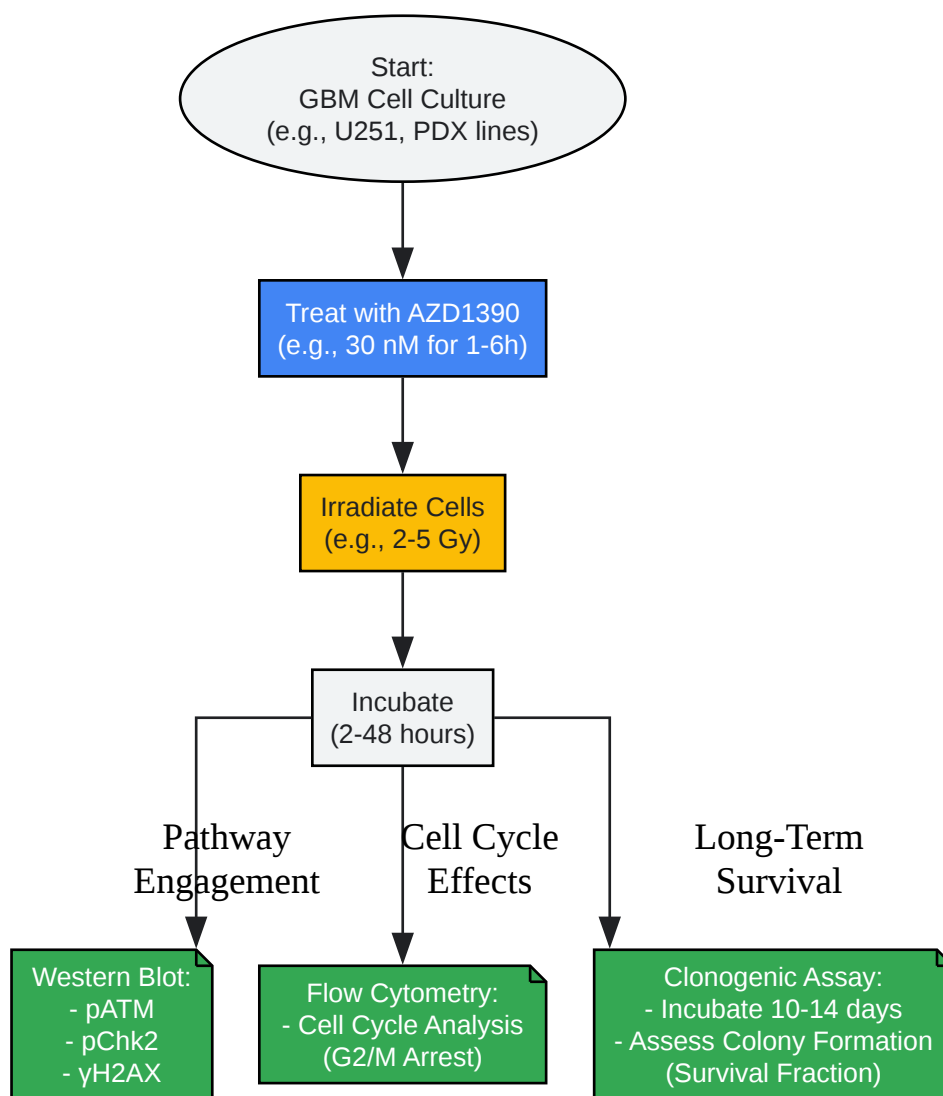 Start:
GBM Cell Culture
(e.g., U251, PDX lines)
Treat with AZD1390
(e.g., 30 nM for 1-6h)
Irradiate Cells
(e.g., 2-5 Gy)
Incubate
(2-48 hours)
Pathway
Engagement
Cell Cycle
Effects
Long-Term
Survival
Western Blot:
- pATM
- pChk2
- γH2AX
Flow Cytometry:
- Cell Cycle Analysis
(G2/M Arrest)
Clonogenic Assay:
- Incubate 10-14 days
- Assess Colony Formation
(Survival Fraction)